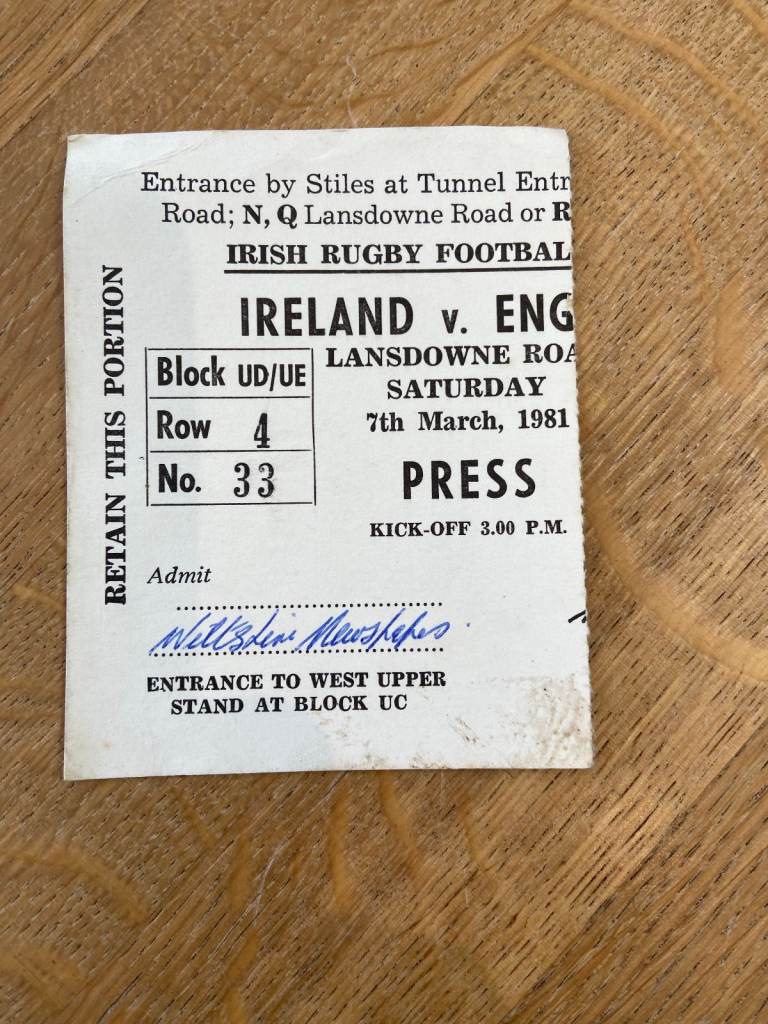 Entrance by Stiles at Tunnel Entr
Road; N, Q Lansdowne Road or R
IRISH RUGBY FOOTBAL
IRELAND v. ENG
LANSDOWNE ROA
SATURDAY
7th March, 1981
PRESS
KICK-OFF 3.00 P.M.
Block UD/UE
Row 4
No. 33
RETAIN THIS PORTION
Admit
Wiltshire Newspapers
ENTRANCE TO WEST UPPER
STAND AT BLOCK UC